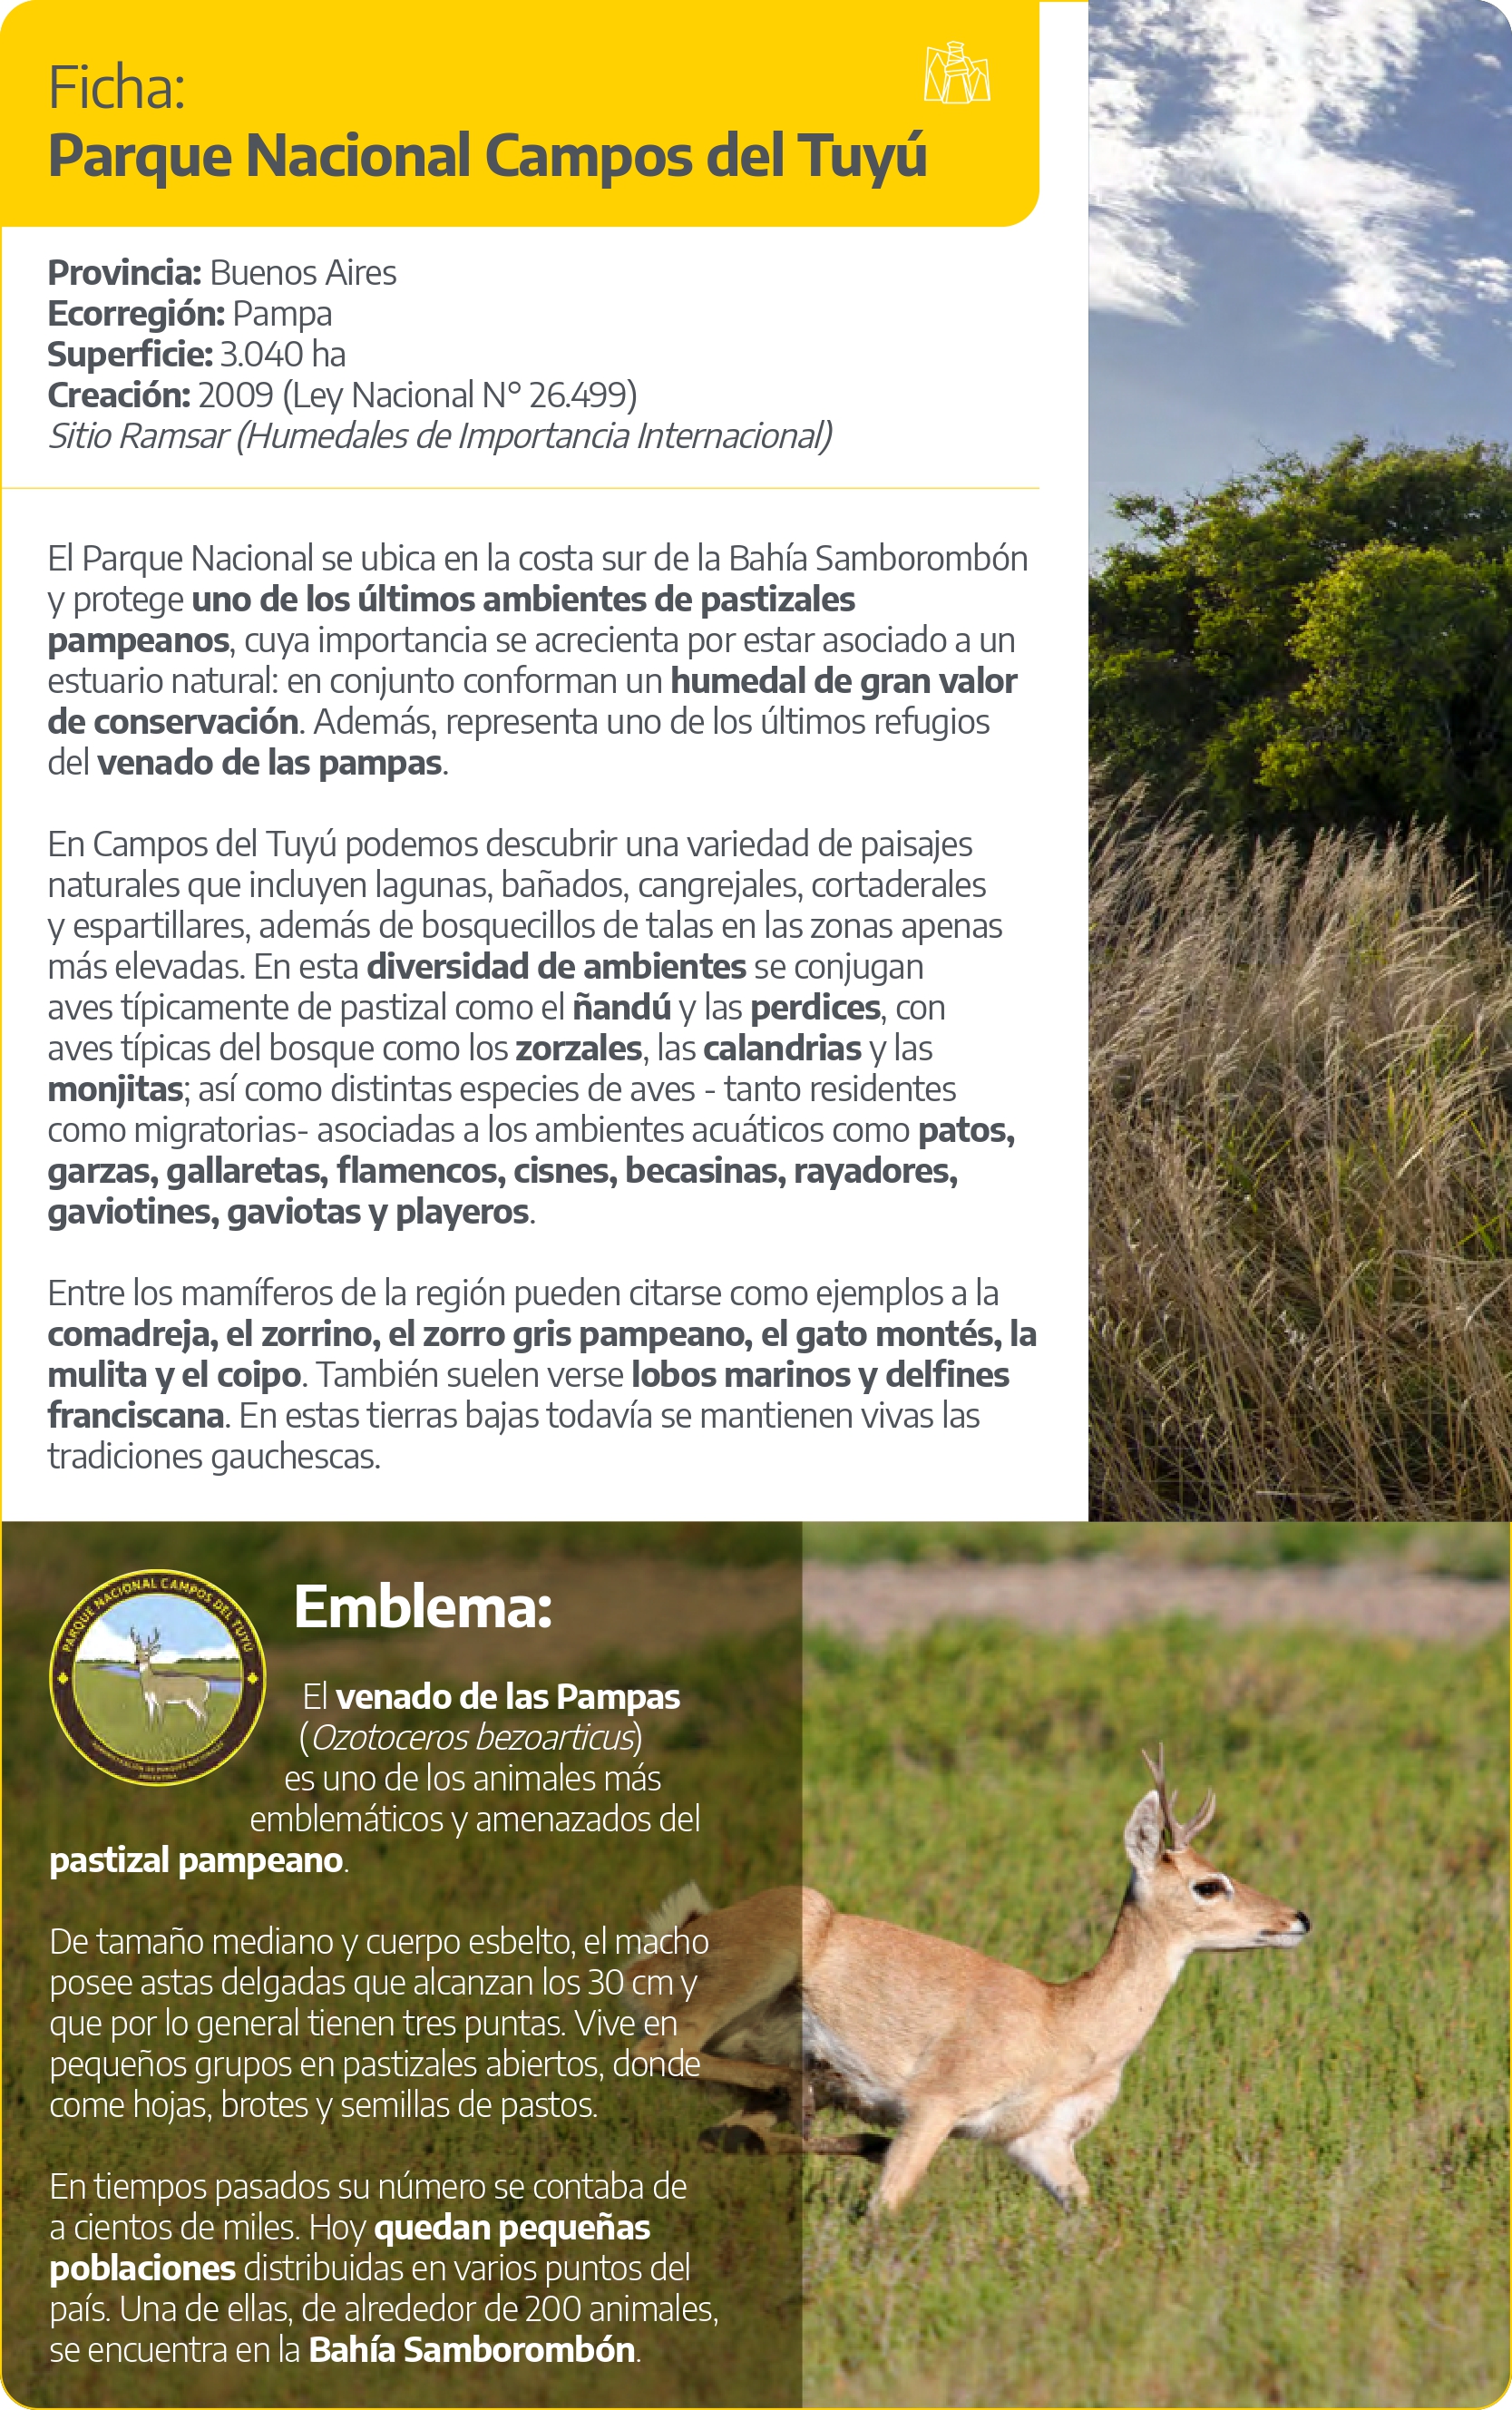 Ficha:
Parque Nacional Campos del Tuyú
Provincia: Buenos Aires
Ecorregión: Pampa
Superficie: 3.040 ha
Creación: 2009 (Ley Nacional N° 26.499)
Sitio Ramsar (Humedales de Importancia Internacional)
El Parque Nacional se ubica en la costa sur de la Bahía Samborombón
y protege uno de los últimos ambientes de pastizales
pampeanos, cuya importancia se acrecienta por estar asociado a un
estuario natural: en conjunto conforman un humedal de gran valor
de conservación. Además, representa uno de los últimos refugios
del venado de las pampas.
En Campos del Tuyú podemos descubrir una variedad de paisajes
naturales que incluyen lagunas, bañados, cangrejales, cortaderales
y espartillares, además de bosquecillos de talas en las zonas apenas
más elevadas. En esta diversidad de ambientes se conjugan
aves típicamente de pastizal como el ñandú y las perdices, con
aves típicas del bosque como los zorzales, las calandrias y las
monjitas; así como distintas especies de aves - tanto residentes
como migratorias- asociadas a los ambientes acuáticos como patos,
garzas, gallaretas, flamencos, cisnes, becasinas, rayadores,
gaviotines, gaviotas y playeros.
Entre los mamíferos de la región pueden citarse como ejemplos a la
comadreja, el zorrino, el zorro gris pampeano, el gato montés, la
mulita y el coipo. También suelen verse lobos marinos y delfines
franciscana. En estas tierras bajas todavía se mantienen vivas las
tradiciones gauchescas.
PARQUE NACIONAL CAMPOS DEL TUYÚ
ADMINISTRACIÓN DE PARQUES NACIONALES
ARGENTINA
Emblema:
El venado de las Pampas
(Ozotoceros bezoarticus)
es uno de los animales más
emblemáticos y amenazados del
pastizal pampeano.
De tamaño mediano y cuerpo esbelto, el macho
posee astas delgadas que alcanzan los 30 cm y
que por lo general tienen tres puntas. Vive en
pequeños grupos en pastizales abiertos, donde
come hojas, brotes y semillas de pastos.
En tiempos pasados su número se contaba de
a cientos de miles. Hoy quedan pequeñas
poblaciones distribuidas en varios puntos del
país. Una de ellas, de alrededor de 200 animales,
se encuentra en la Bahía Samborombón.